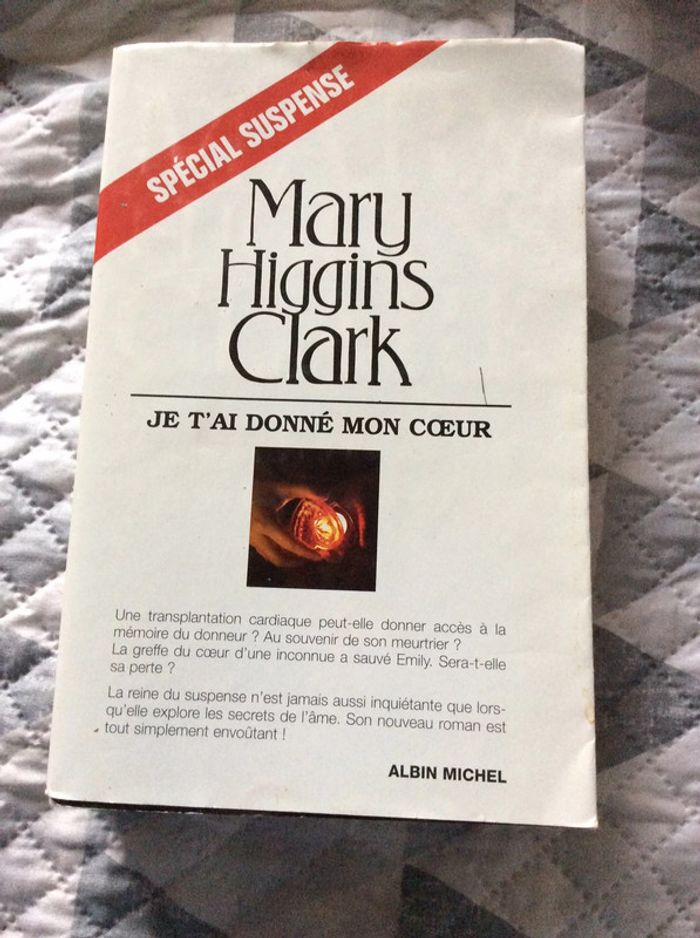 SPÉCIAL SUSPENSE
Mary
Higgins
Clark
JE T'AI DONNÉ MON CŒUR
Une transplantation cardiaque peut-elle donner accès à la
mémoire du donneur ? Au souvenir de son meurtrier ?
La greffe du cœur d'une inconnue a sauvé Emily. Sera-t-elle
sa perte ?
La reine du suspense n'est jamais aussi inquiétante que lors-
qu'elle explore les secrets de l'âme. Son nouveau roman est
tout simplement envoûtant !
ALBIN MICHEL